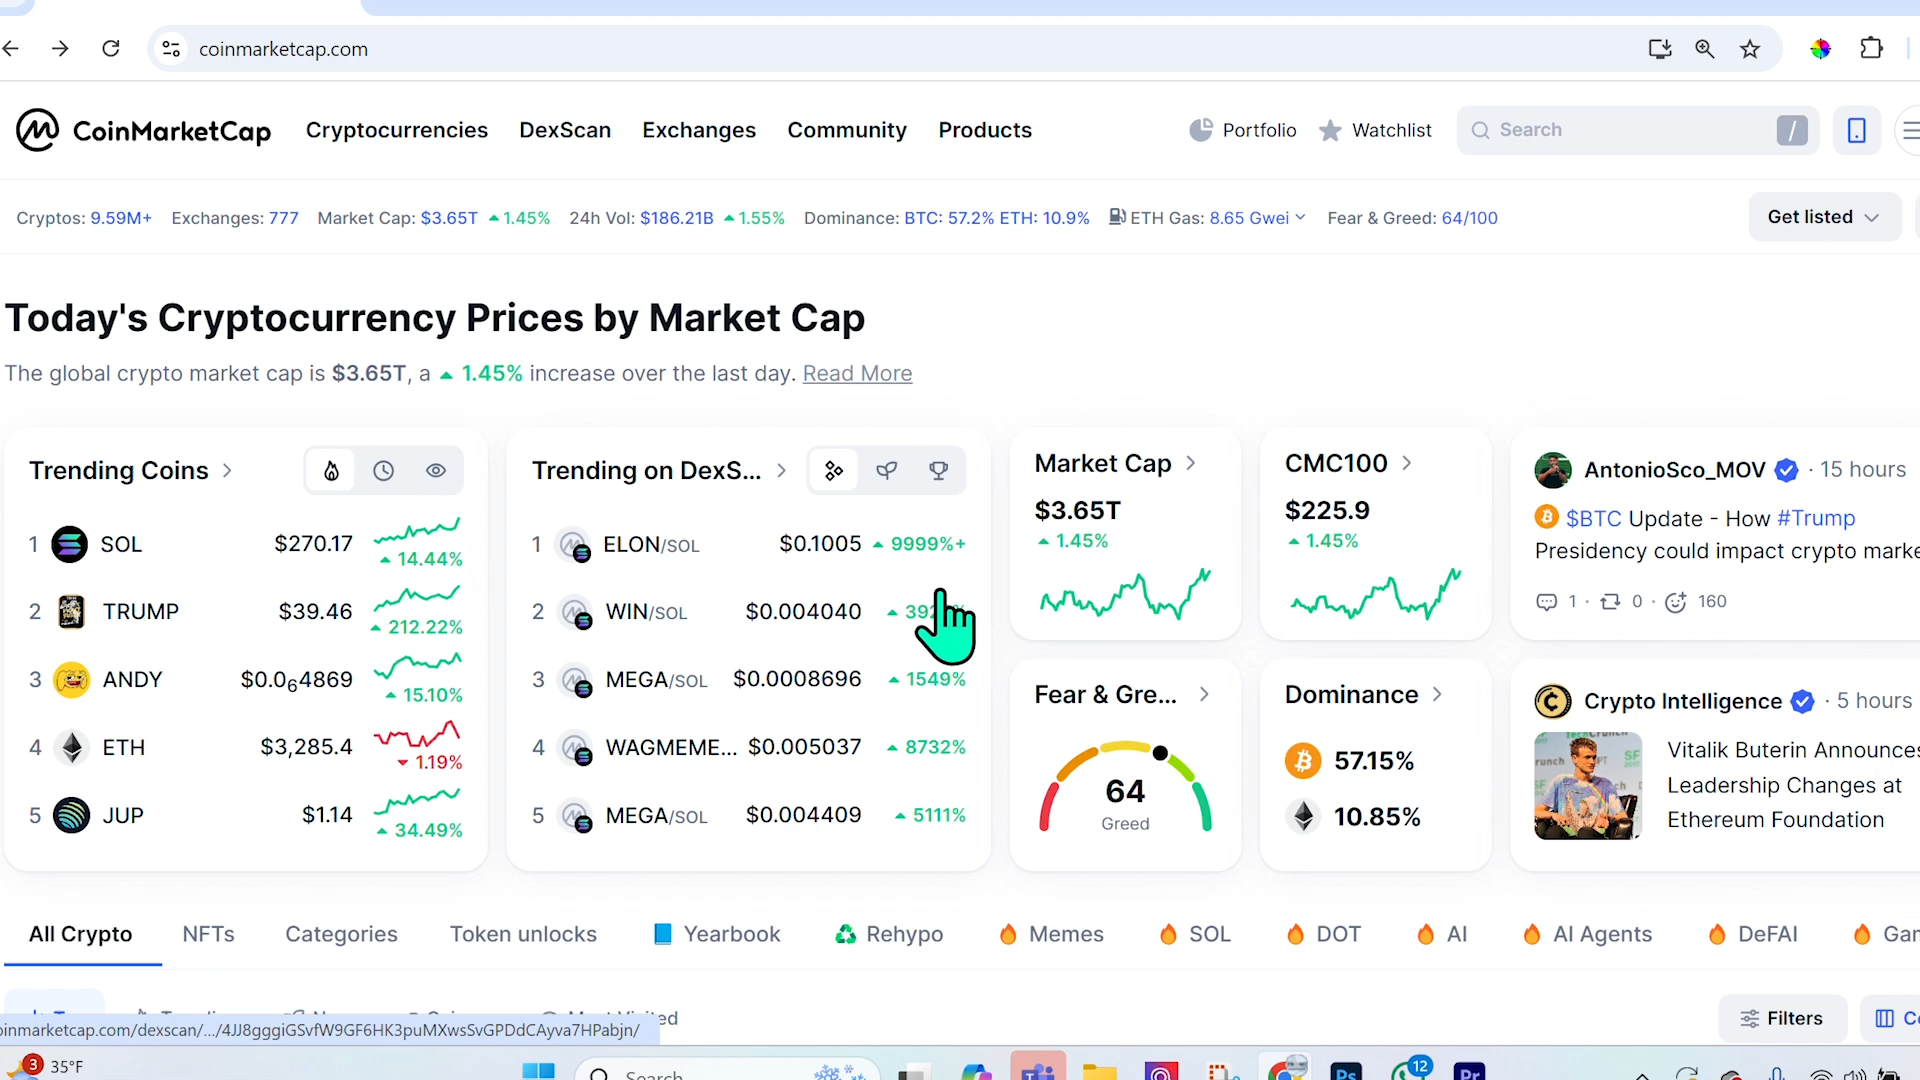 coinmarketcap.com
CoinMarketCap Cryptocurrencies DexScan Exchanges Community Products Portfolio Watchlist Search /
Cryptos: 9.59M+ Exchanges: 777 Market Cap: $3.65T 1.45% 24h Vol: $186.21B 1.55% Dominance: BTC: 57.2% ETH: 10.9% ETH Gas: 8.65 Gwei Fear & Greed: 64/100 Get listed
Today's Cryptocurrency Prices by Market Cap
The global crypto market cap is $3.65T, a 1.45% increase over the last day. Read More
Trending Coins
1 SOL $270.17 14.44%
2 TRUMP $39.46 212.22%
3 ANDY $0.0₆4869 15.10%
4 ETH $3,285.4 1.19%
5 JUP $1.14 34.49%
Trending on DexS...
1 ELON/SOL $0.1005 9999%+
2 WIN/SOL $0.004040
3 MEGA/SOL $0.0008696 1549%
4 WAGMEME... $0.005037 8732%
5 MEGA/SOL $0.004409 5111%
Market Cap
$3.65T
1.45%
CMC100
$225.9
1.45%
Fear & Gre...
64
Greed
Dominance
57.15%
10.85%
AntonioSco_MOV · 15 hours
$BTC Update - How #Trump
Presidency could impact crypto marke
1 · 0 · 160
Crypto Intelligence · 5 hours
Vitalik Buterin Announces
Leadership Changes at
Ethereum Foundation
All Crypto NFTs Categories Token unlocks Yearbook Rehypo Memes SOL DOT AI AI Agents DeFAI Gam
Filters Co
oinmarketcap.com/dexscan/.../4JJ8gggiGSvfW9GF6HK3puMXwsSvGPDdCAyva7HPabjn/
3 35°F Search Ps 12 Pr